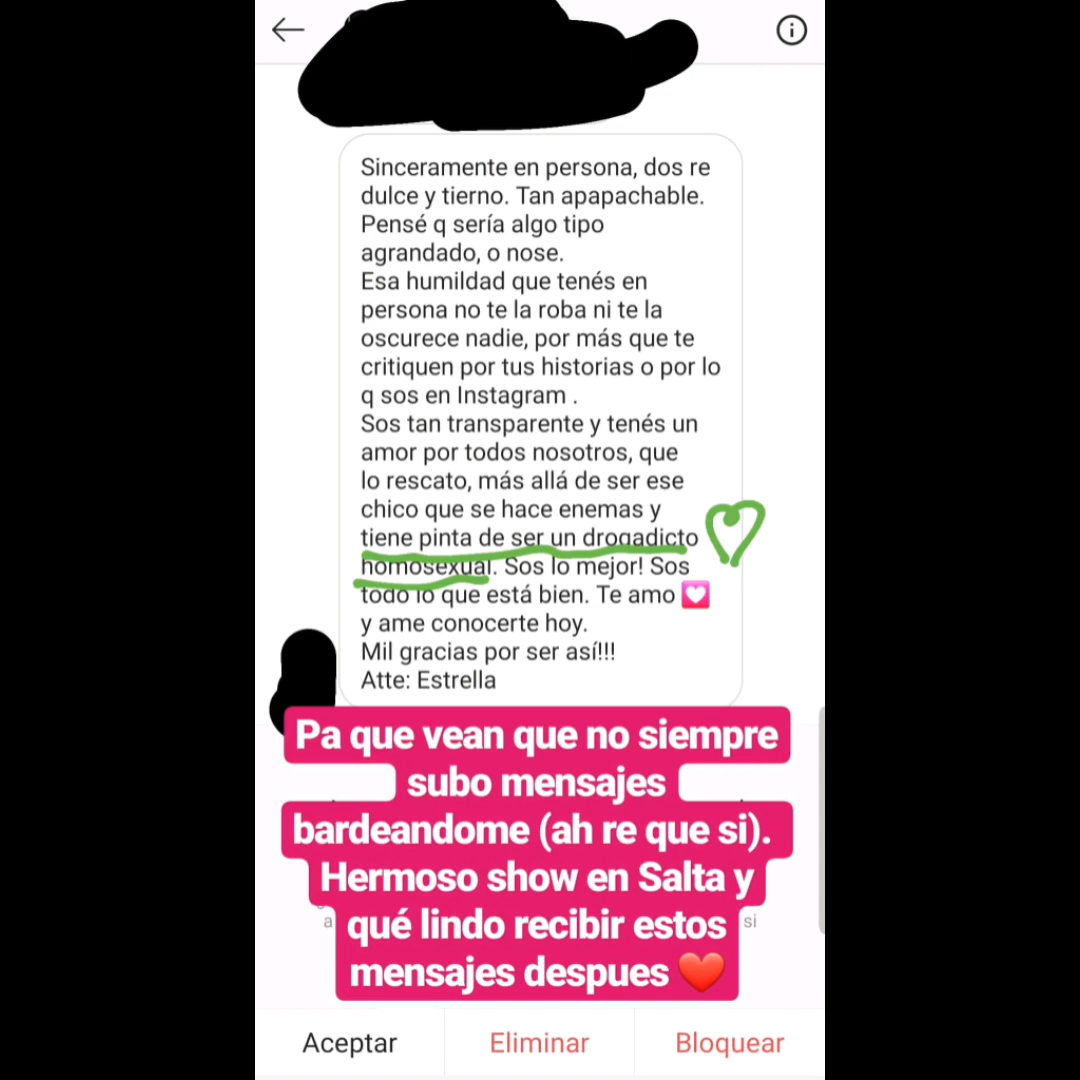 Sinceramente en persona, dos re
dulce y tierno. Tan apapachable.
Pensé q sería algo tipo
agrandado, o nose.
Esa humildad que tenés en
persona no te la roba ni te la
oscurece nadie, por más que te
critiquen por tus historias o por lo
q sos en Instagram .
Sos tan transparente y tenés un
amor por todos nosotros, que
lo rescato, más allá de ser ese
chico que se hace enemas y
tiene pinta de ser un drogadicto
homosexual. Sos lo mejor! Sos
todo lo que está bien. Te amo 💟
y ame conocerte hoy.
Mil gracias por ser así!!!
Atte: Estrella
Pa que vean que no siempre
subo mensajes
bardeandome (ah re que si).
Hermoso show en Salta y
a qué lindo recibir estos si
mensajes despues ❤️
Aceptar Eliminar Bloquear